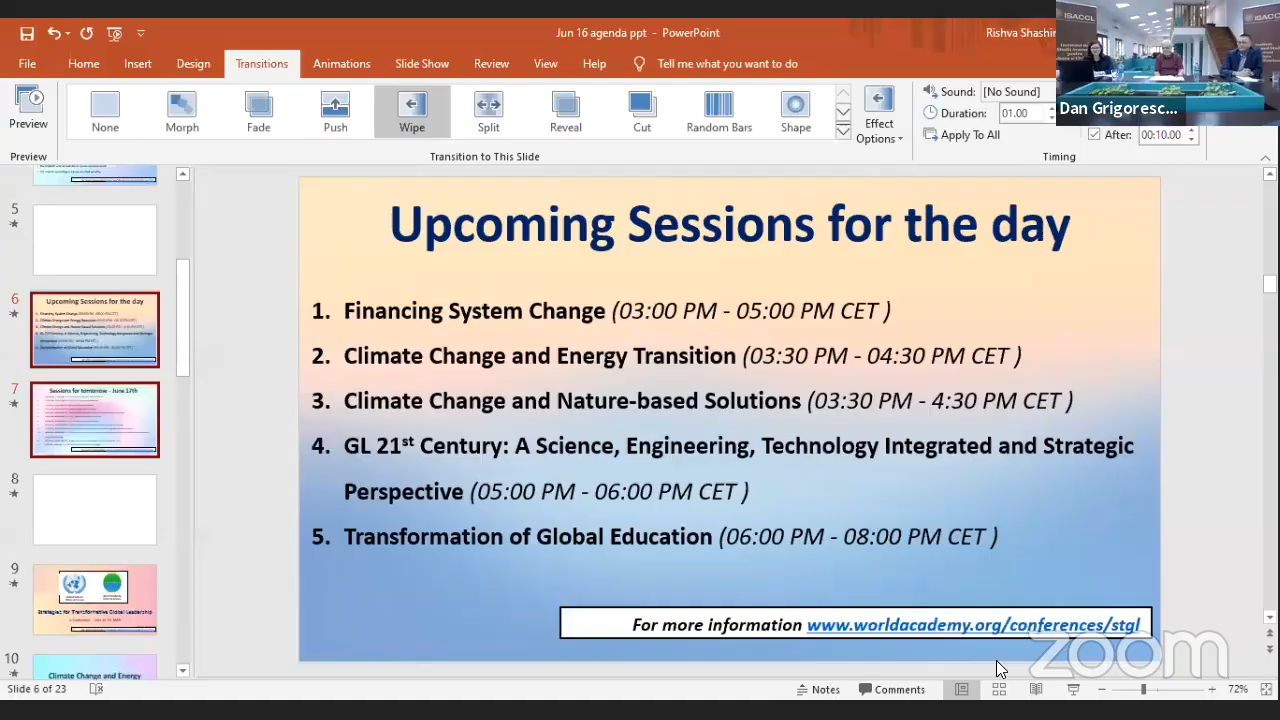 Jun 16 agenda ppt - PowerPoint
Rishva Shashir
ISACCL
File Home Insert Design Transitions Animations Slide Show Review View Help Tell me what you want to do
Dan Grigoresc...
Preview
None Morph Fade Push Wipe Split Reveal Cut Random Bars Shape
Effect Options
Sound: [No Sound]
Duration: 01.00
Apply To All
After: 00:10.00
Preview
Transition to This Slide
Timing
5
6
Upcoming Sessions for the day
7
Sessions for tomorrow - June 17th
8
9
Strategies for Transformative Global Leadership
10
Climate Change and Energy
Upcoming Sessions for the day
1. Financing System Change (03:00 PM - 05:00 PM CET )
2. Climate Change and Energy Transition (03:30 PM - 04:30 PM CET )
3. Climate Change and Nature-based Solutions (03:30 PM - 4:30 PM CET )
4. GL 21st Century: A Science, Engineering, Technology Integrated and Strategic
Perspective (05:00 PM - 06:00 PM CET )
5. Transformation of Global Education (06:00 PM - 08:00 PM CET )
For more information www.worldacademy.org/conferences/stgl
zoom
Slide 6 of 23
Notes
Comments
72%